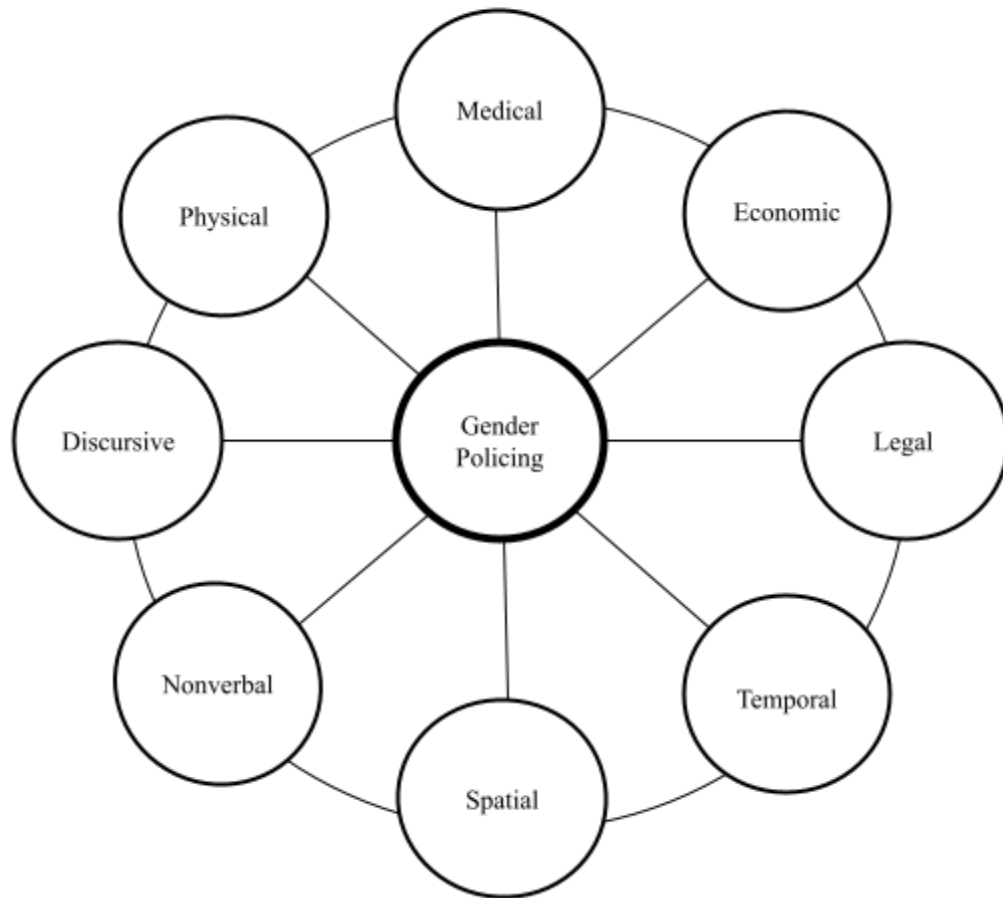 Medical
Physical
Economic
Discursive
Gender
Policing
Legal
Nonverbal
Temporal
Spatial